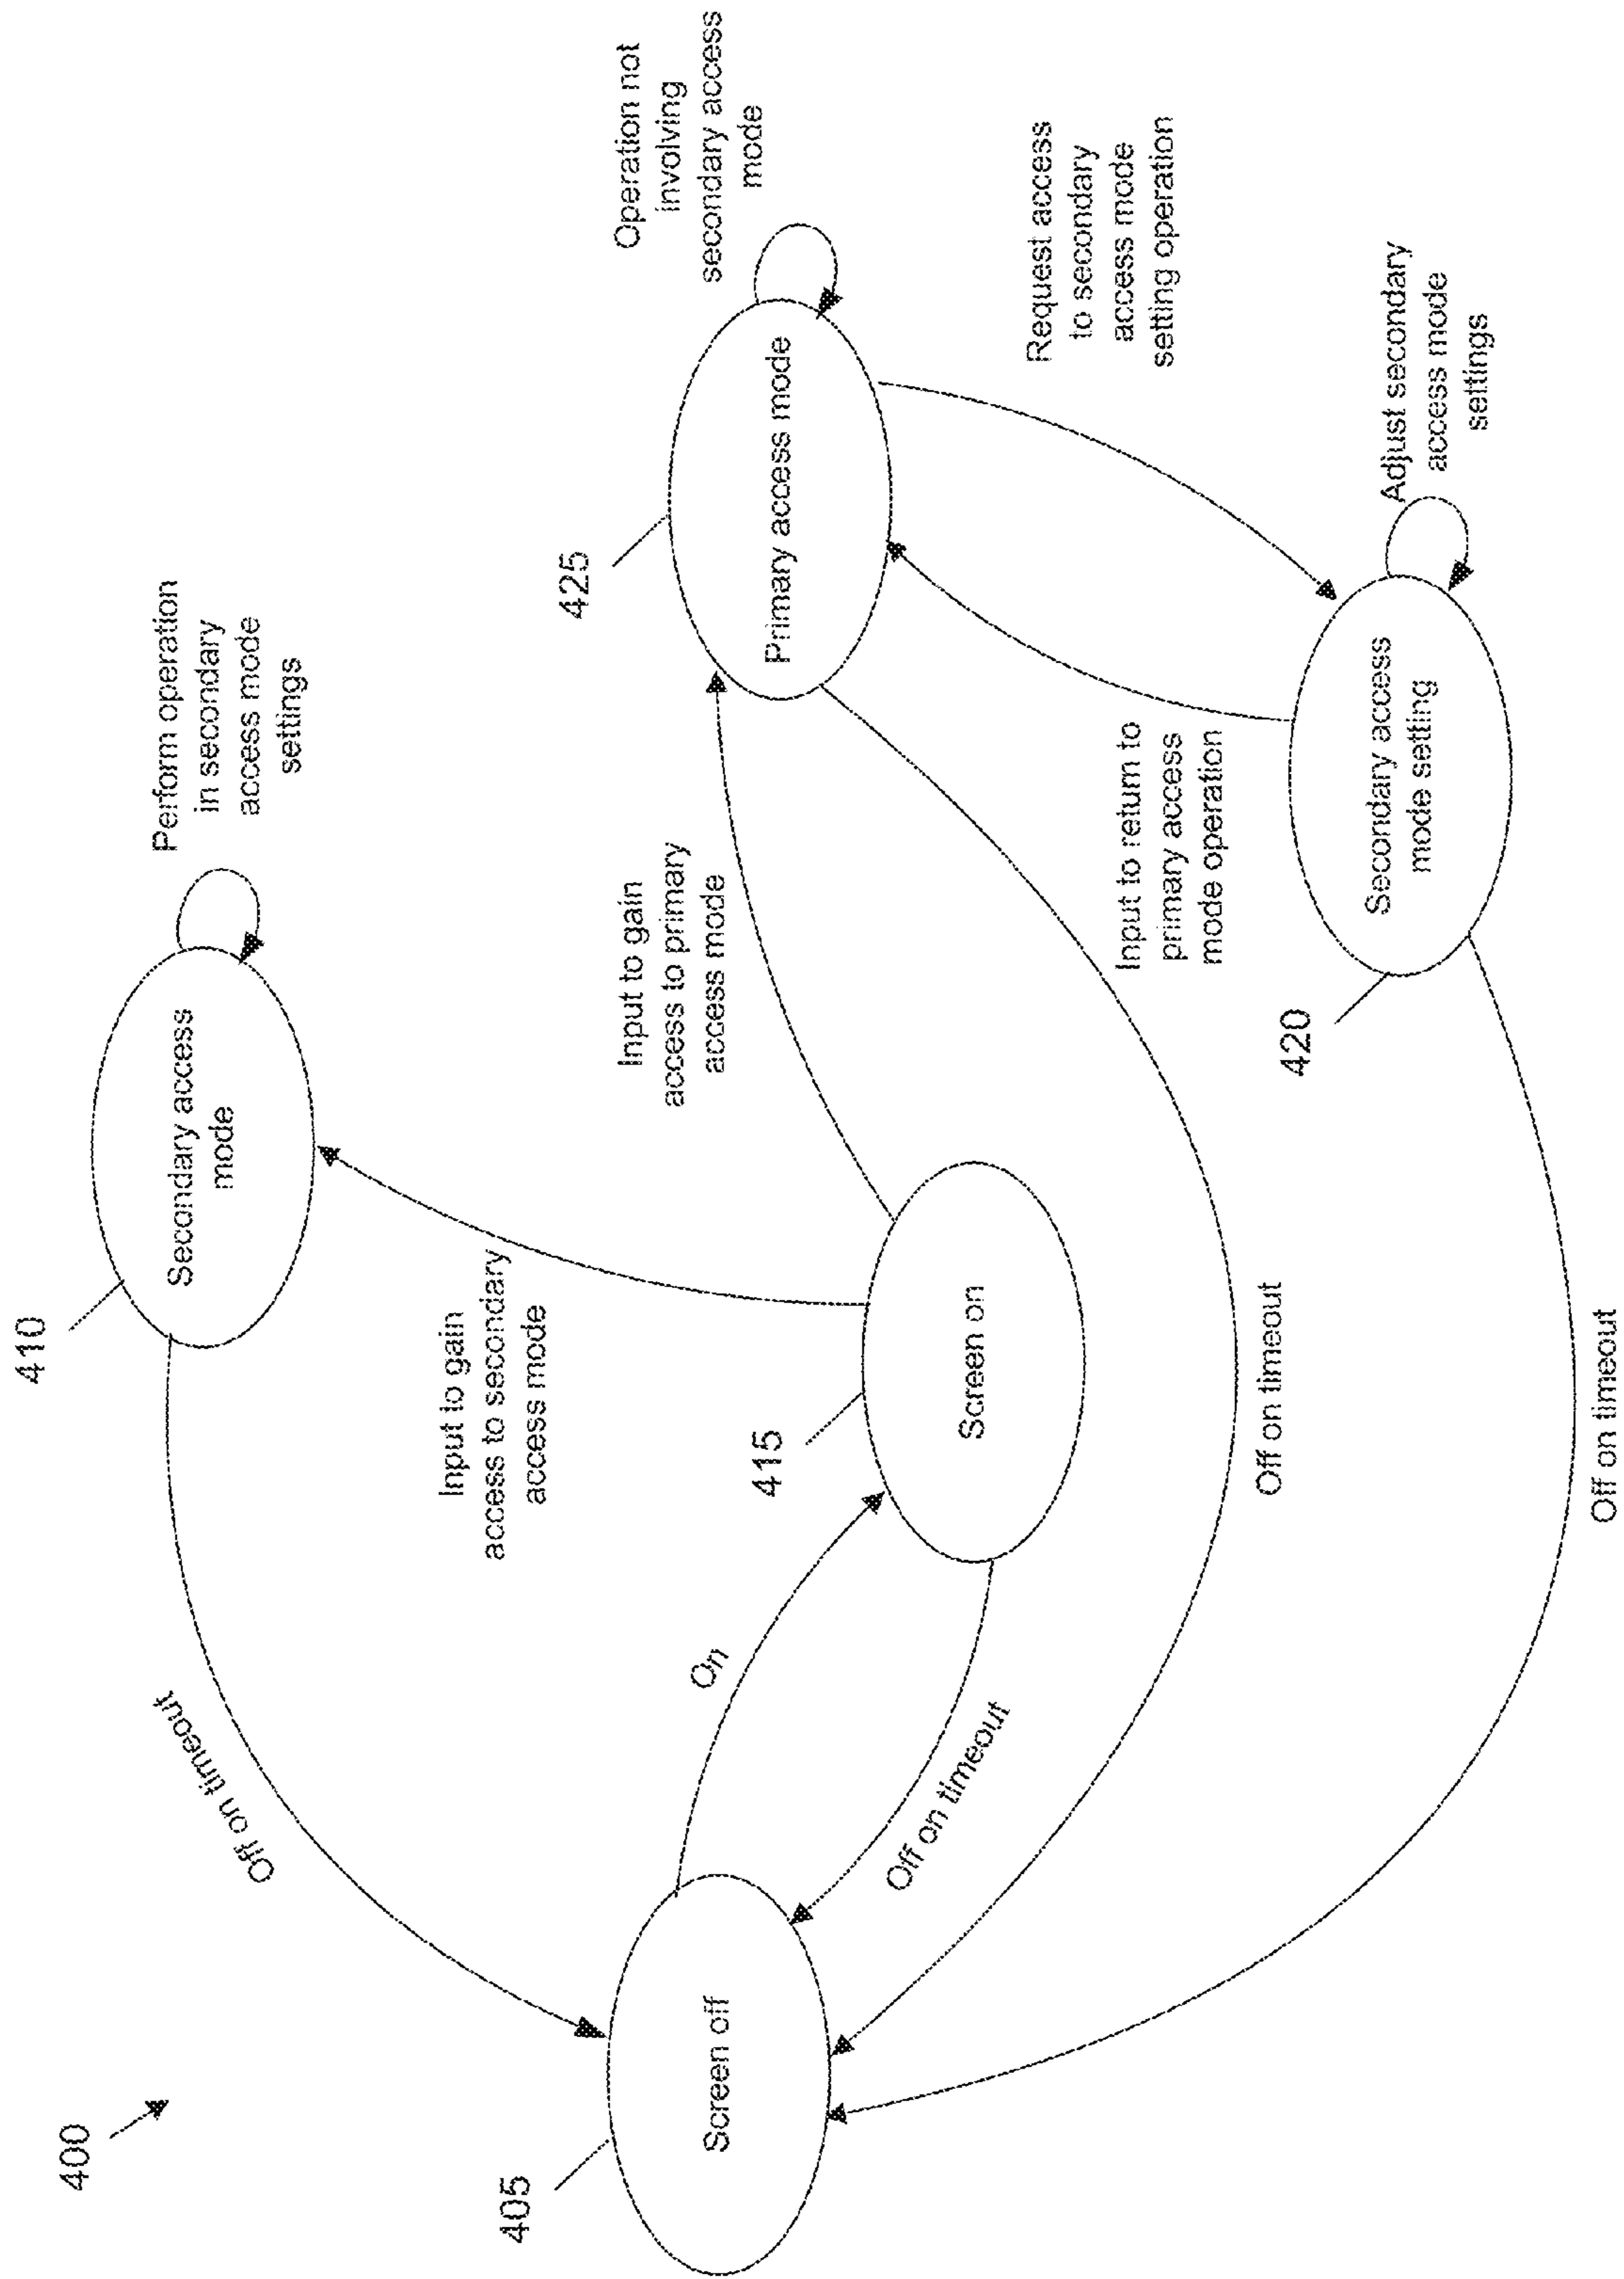 400
410
Secondary access
mode
Perform operation
in secondary
access mode
settings
Off on timeout
Input to gain
access to secondary
access mode
405
Screen off
On
Off on timeout
415
Screen on
Input to gain
access to primary
access mode
425
Primary access mode
Operation not
involving
secondary access
mode
Off on timeout
Input to return to
primary access
mode operation
Request access
to secondary
access mode
setting operation
420
Secondary access
mode setting
Adjust secondary
access mode
settings
Off on timeout